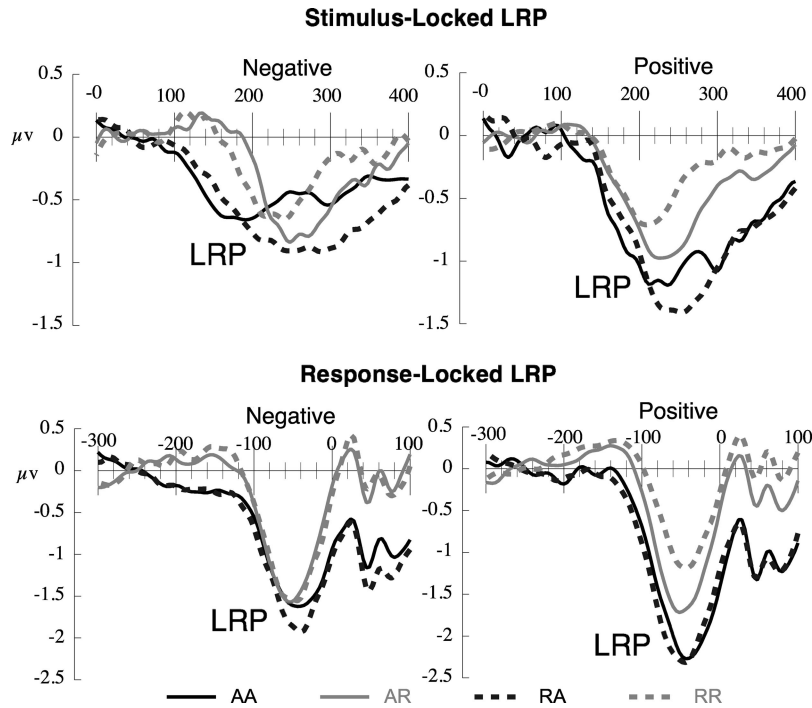 Stimulus-Locked LRP
Negative
Positive
0.5
-0 100 200 300 400
0.5
-0 100 200 300 400
µv
0
0
-0.5
-0.5
-1
-1
LRP
LRP
-1.5
-1.5
Response-Locked LRP
Negative
Positive
0.5
-300 -200 -100 0 100
0.5
-300 -200 -100 0 100
µv
0
0
-0.5
-0.5
-1
-1
-1.5
-1.5
LRP
LRP
-2
-2
-2.5
-2.5
AA AR RA RR